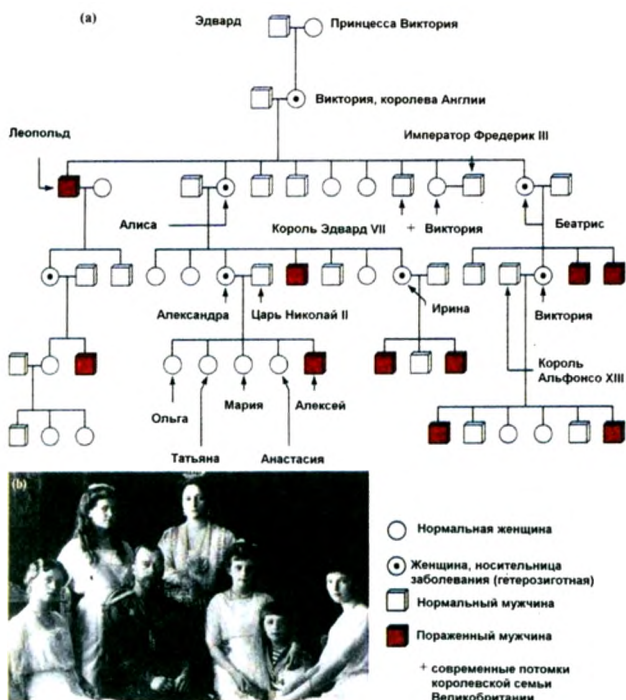 (a)
Эдвард
Принцесса Виктория
Виктория, королева Англии
Леопольд
Император Фредерик III
Алиса
Король Эдвард VII
+ Виктория
Беатрис
Александра
Царь Николай II
Ирина
Виктория
Король
Альфонсо XIII
Ольга
Мария
Алексей
Татьяна
Анастасия
(b)
Нормальная женщина
Женщина, носительница
заболевания (гетерозиготная)
Нормальный мужчина
Пораженный мужчина
+ современные потомки
королевской семьи
Великобритании